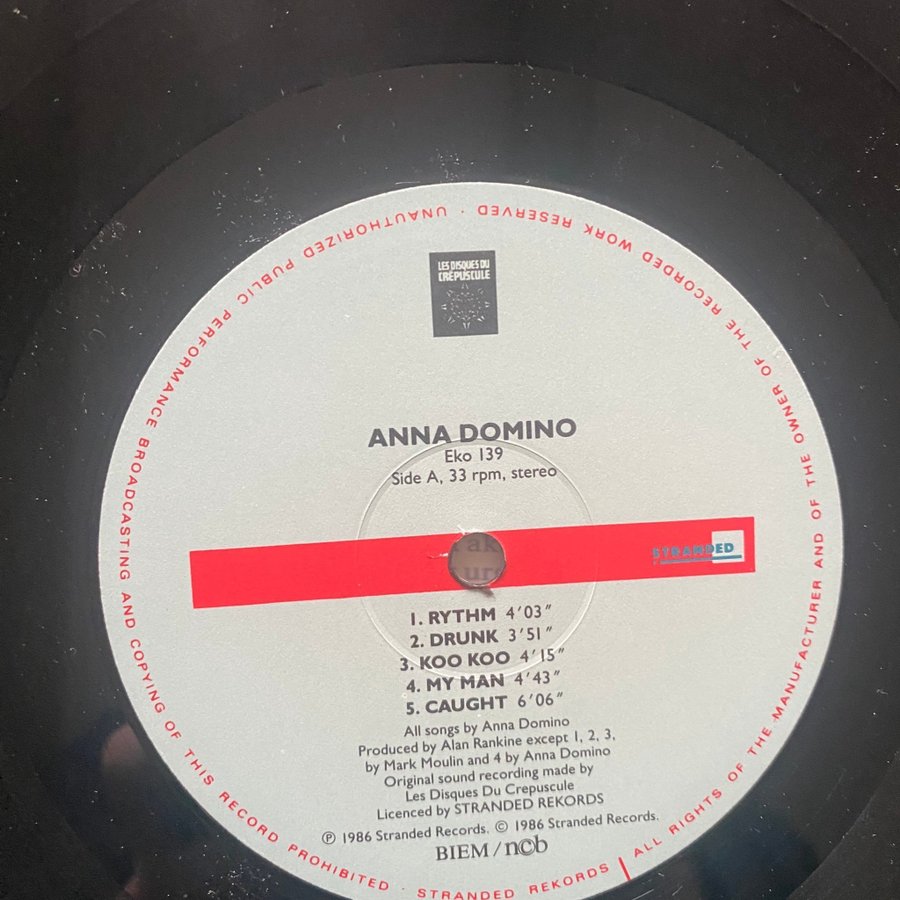 LES DISQUES DU
CRÉPUSCULE
ANNA DOMINO
Eko 139
Side A, 33 rpm, stereo
STRANDED
1. RYTHM 4'03"
2. DRUNK 3'51"
3. KOO KOO 4'15"
4. MY MAN 4'43"
5. CAUGHT 6'06"
All songs by Anna Domino
Produced by Alan Rankine except 1, 2, 3,
by Mark Moulin and 4 by Anna Domino
Original sound recording made by
Les Disques Du Crepuscule
Licenced by STRANDED REKORDS
℗ 1986 Stranded Records. © 1986 Stranded Records.
BIEM / ncb
ALL RIGHTS OF THE MANUFACTURER AND OF THE OWNER OF THE RECORDED WORK RESERVED · UNAUTHORIZED PUBLIC PERFORMANCE BROADCASTING AND COPYING OF THIS RECORD PROHIBITED · STRANDED REKORDS